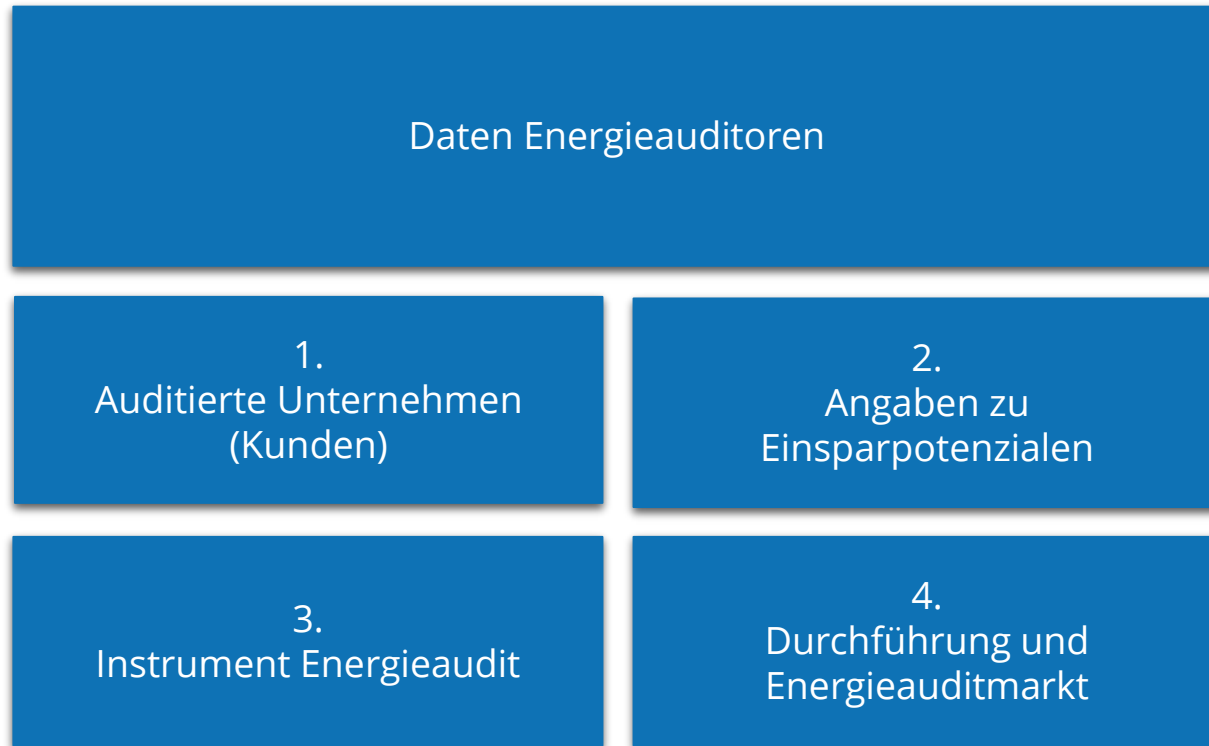 Daten Energieauditoren
1.
Auditierte Unternehmen
(Kunden)
2.
Angaben zu
Einsparpotenzialen
3.
Instrument Energieaudit
4.
Durchführung und
Energieauditmarkt